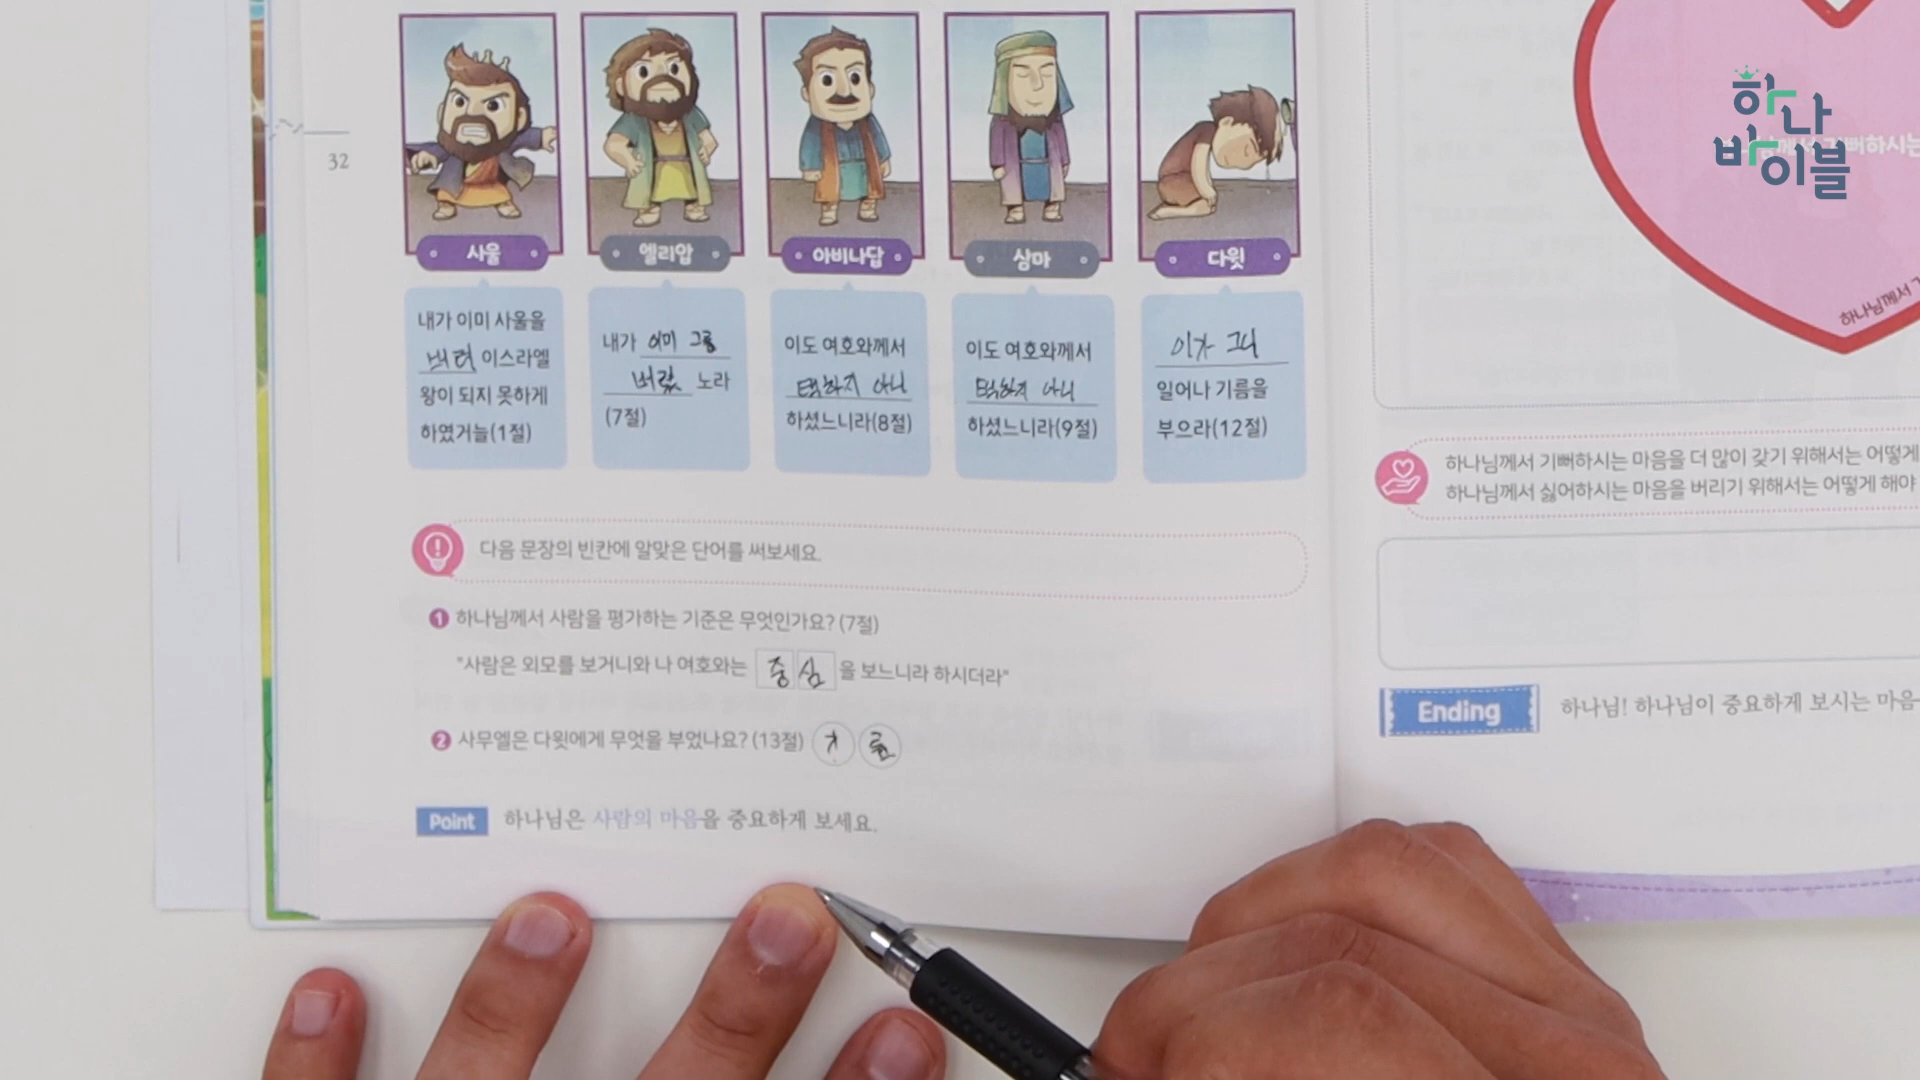 32
사울
엘리압
아비나답
삼마
다윗
내가 이미 사울을
버려 이스라엘
왕이 되지 못하게
하였거늘(1절)
내가 이미 그를
버렸 노라
(7절)
이도 여호와께서
택하지 아니
하셨느니라(8절)
이도 여호와께서
택하지 아니
하셨느니라(9절)
이가 그니
일어나 기름을
부으라(12절)
다음 문장의 빈칸에 알맞은 단어를 써보세요.
1 하나님께서 사람을 평가하는 기준은 무엇인가요? (7절)
"사람은 외모를 보거니와 나 여호와는 중심을 보느니라 하시더라"
2 사무엘은 다윗에게 무엇을 부었나요? (13절) 기 름
Point 하나님은 사람의 마음을 중요하게 보세요.
하나
바이블
하나님께서
하나님께서 기뻐하시는 마음을 더 많이 갖기 위해서는 어떻게
하나님께서 싫어하시는 마음을 버리기 위해서는 어떻게 해야
Ending 하나님! 하나님이 중요하게 보시는 마음